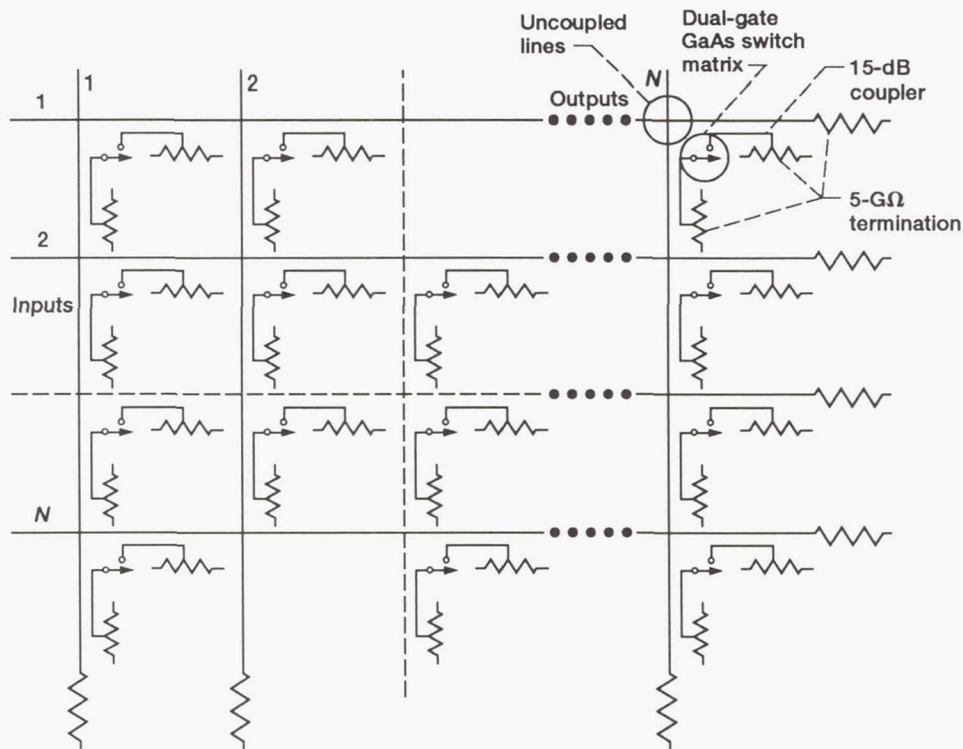 Uncoupled
lines
Dual-gate
GaAs switch
matrix
15-dB
coupler
1
2
N
1
Outputs
5-GΩ
termination
2
Inputs
N